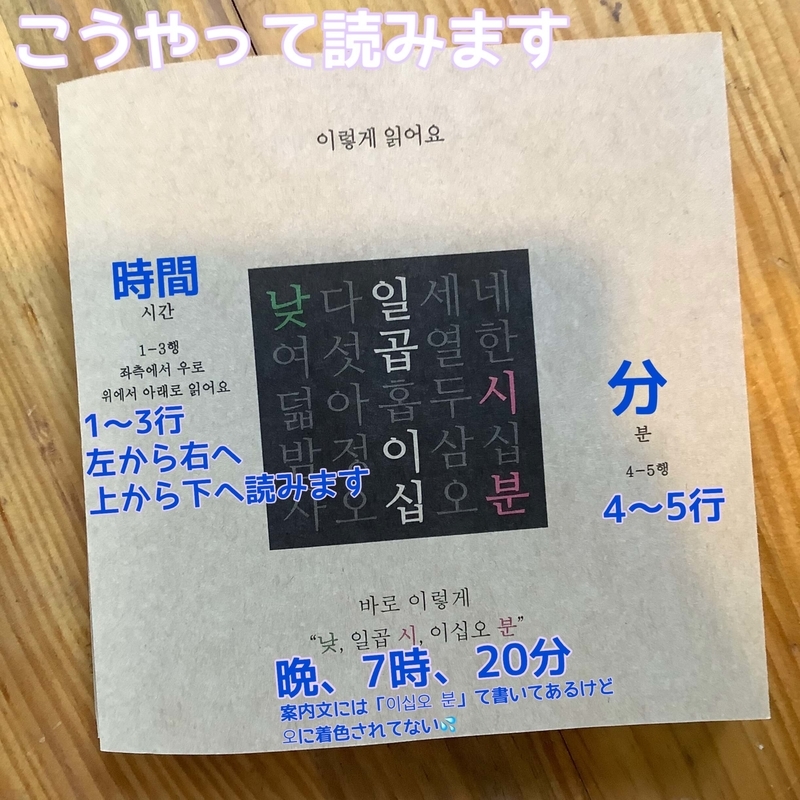 こうやって読みます
이렇게 읽어요
時間
시간
1-3행
좌측에서 우로
위에서 아래로 읽어요
1〜3行
左から右へ
上から下へ読みます
낮 다 일 세 네
여 섯 곱 열 한
덟 아 홉 두 시
밤 정 이 삼 십
사 오 십 오 분
分
분
4-5행
4〜5行
바로 이렇게
“낮, 일곱 시, 이십오 분”
晩、7時、20分
案内文には「이십오 분」て書いてあるけど
오に着色されてない💦